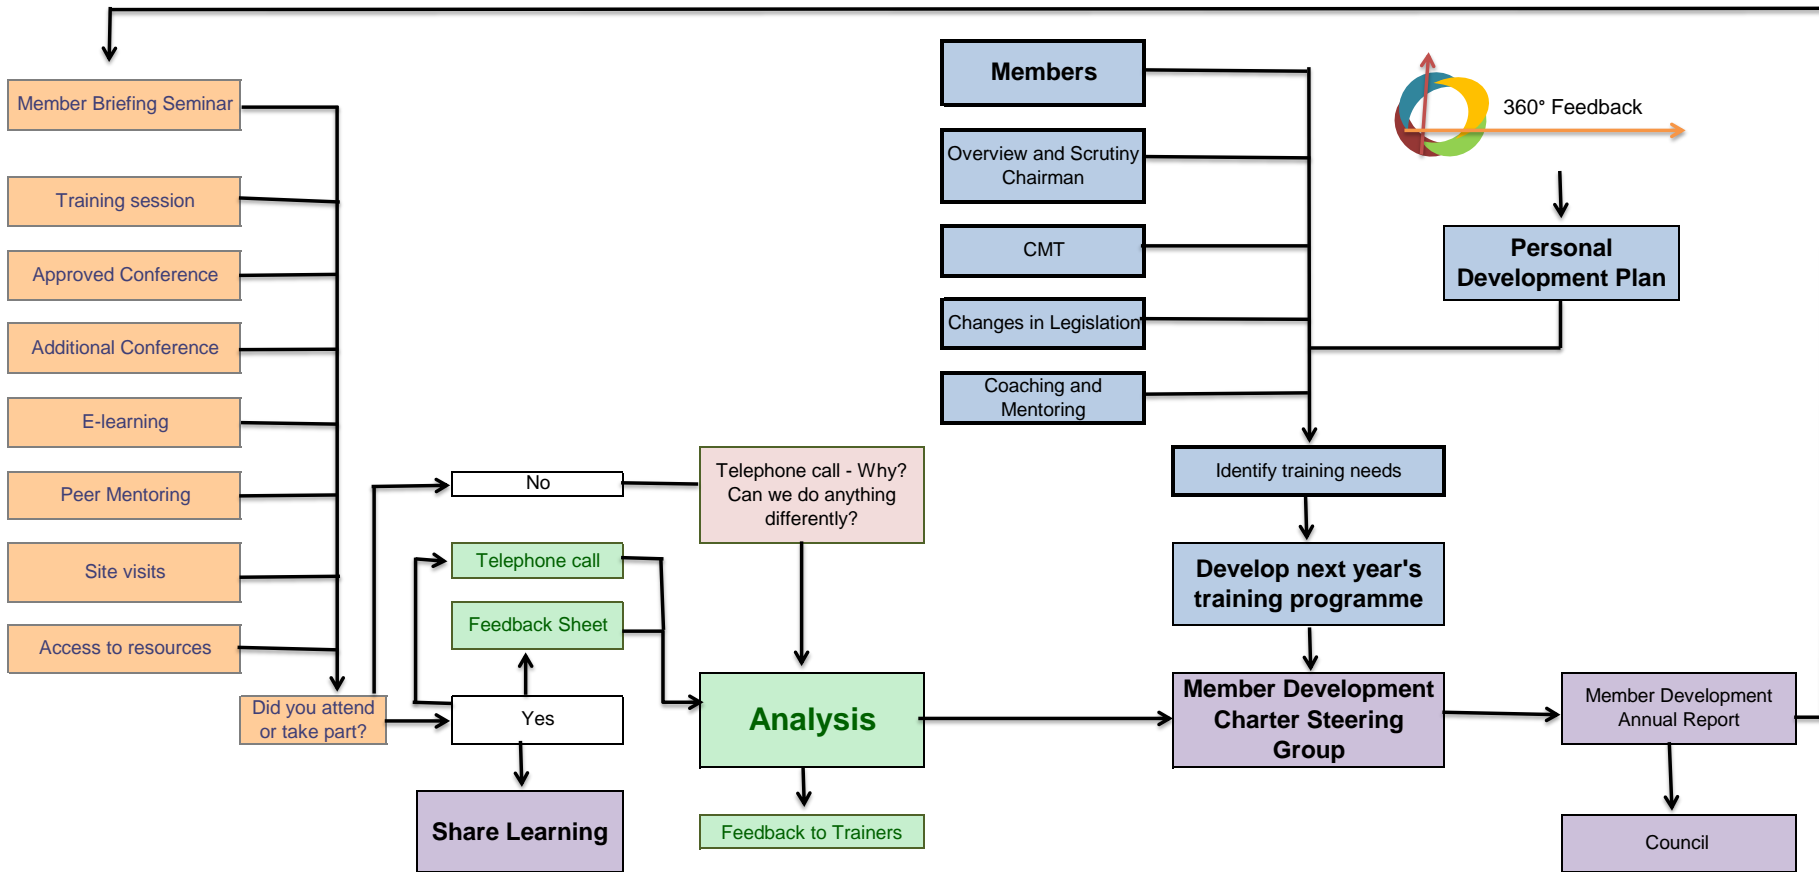 Member Briefing Seminar
Training session
Approved Conference
Additional Conference
E-learning
Peer Mentoring
Site visits
Access to resources
Did you attend
or take part?
No
Telephone call
Feedback Sheet
Yes
Share Learning
Telephone call - Why?
Can we do anything
differently?
Analysis
Feedback to Trainers
Members
Overview and Scrutiny
Chairman
CMT
Changes in Legislation
Coaching and
Mentoring
360° Feedback
Personal
Development Plan
Identify training needs
Develop next year's
training programme
Member Development
Charter Steering
Group
Member Development
Annual Report
Council